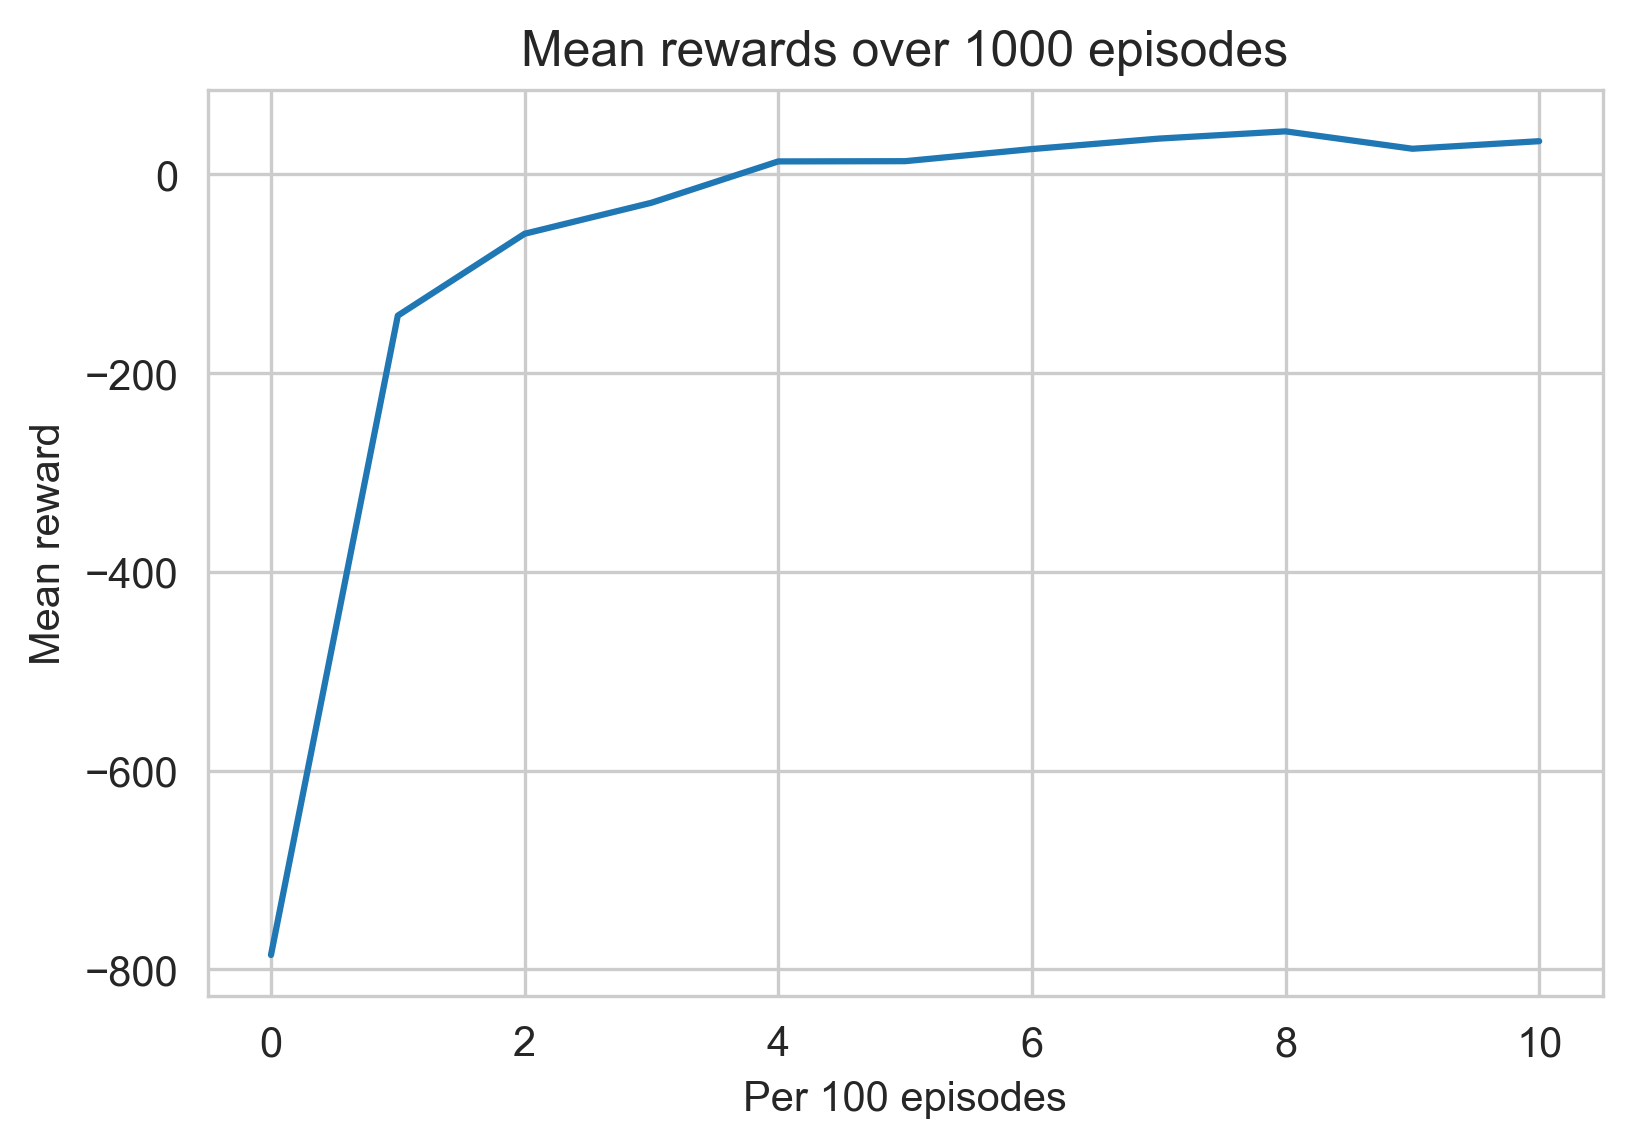 Mean rewards over 1000 episodes
0
−200
−400
−600
−800
Mean reward
0 2 4 6 8 10
Per 100 episodes